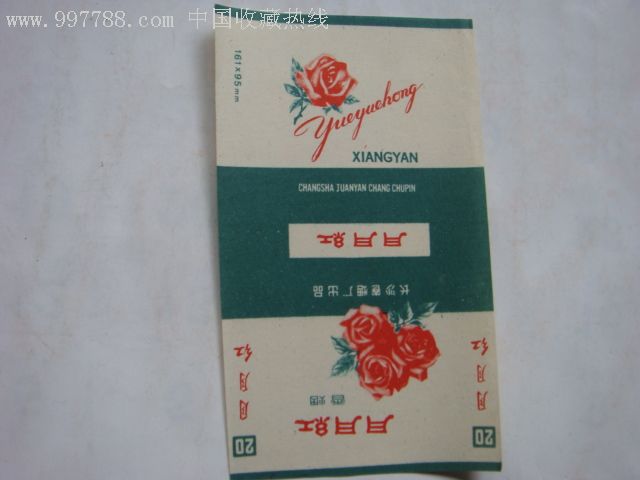 www.997788.com 中国收藏热线
161×95mm
Yueyuehong
XIANGYAN
CHANGSHA JUANYAN CHANG CHUPIN
月月红
长沙卷烟厂出品
月月红
月月红
香烟
月月红
20
20